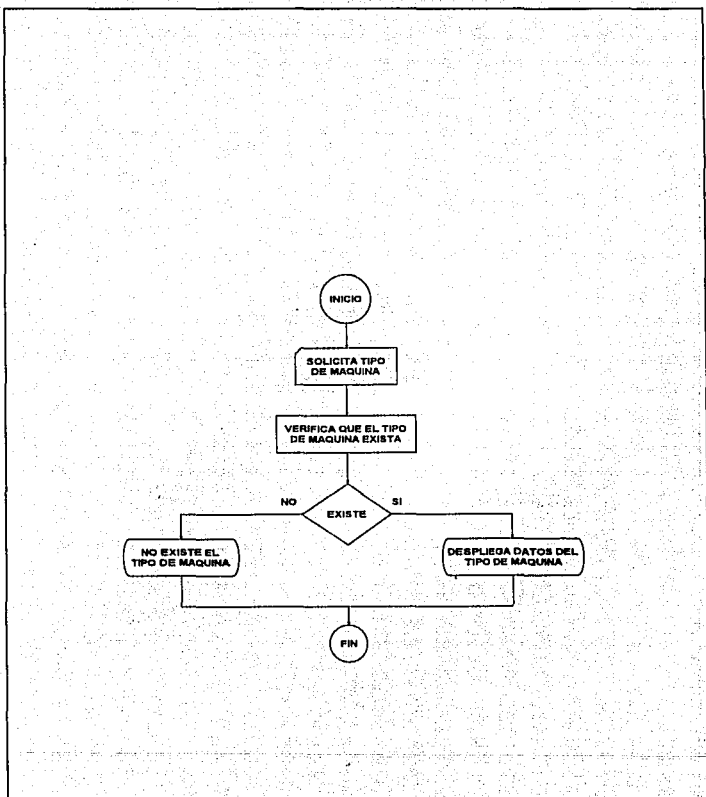 INICIO
SOLICITA TIPO
DE MAQUINA
VERIFICA QUE EL TIPO
DE MAQUINA EXISTA
NO
EXISTE
SI
NO EXISTE EL
TIPO DE MAQUINA
DESPLIEGA DATOS DEL
TIPO DE MAQUINA
FIN